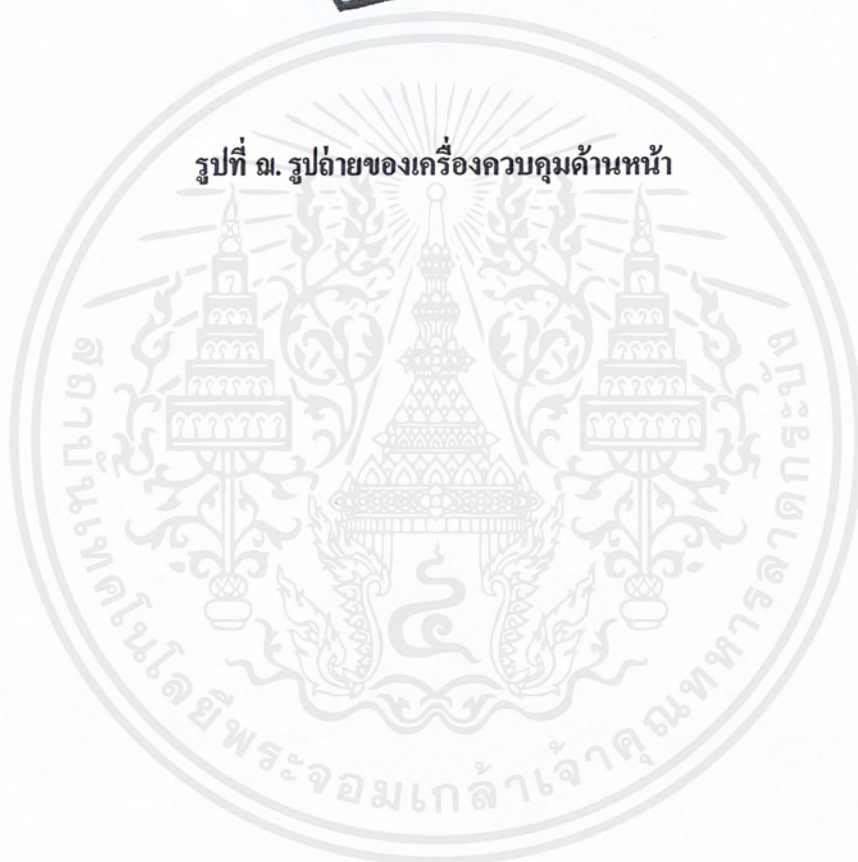 รูปที่ ฌ. รูปถ่ายของเครื่องควบคุมด้านหน้า
สถาบันเทคโนโลยีพระจอมเกล้าเจ้าคุณทหารลาดกระบัง
๔